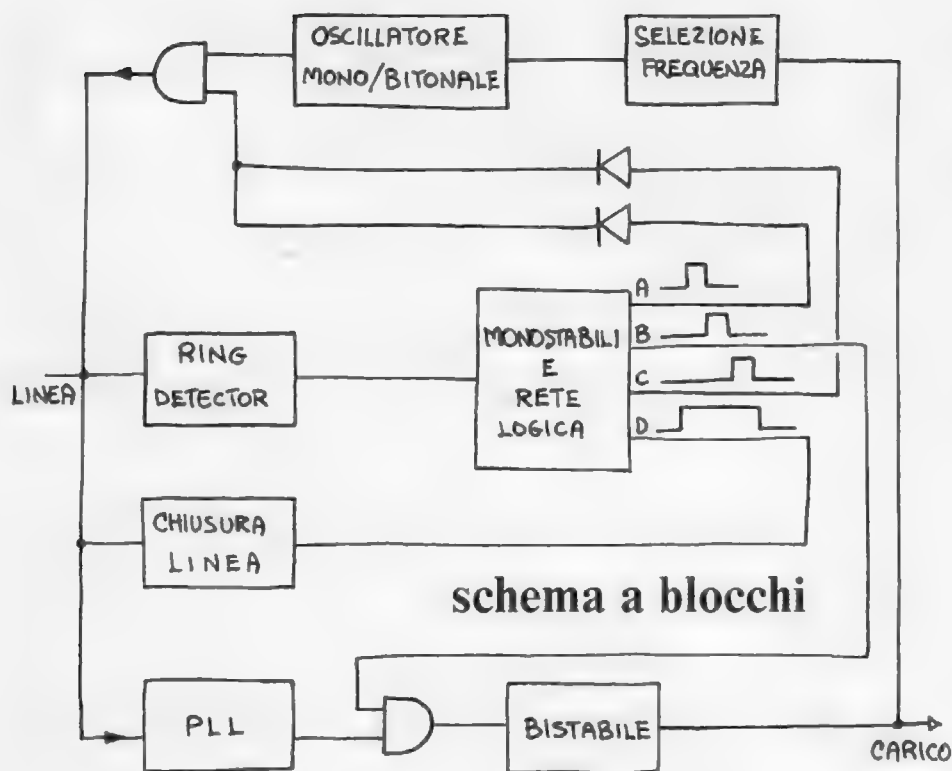 OSCILLATORE
MONO/BITONALE
SELEZIONE
FREQUENZA
A
B
C
D
MONOSTABILI
E
RETE
LOGICA
RING
DETECTOR
LINEA
CHIUSURA
LINEA
schema a blocchi
PLL
BISTABILE
CARICO